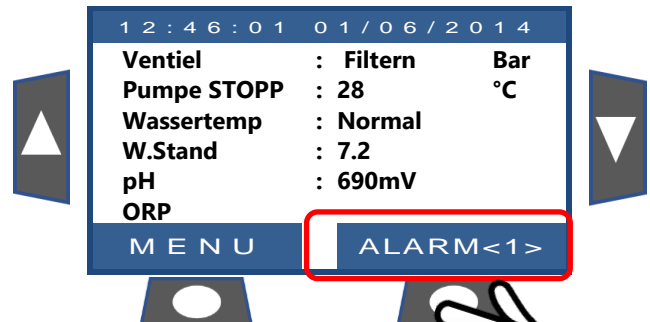 12:46:01 01/06/2014
Ventiel : Filtern Bar
Pumpe STOPP : 28 °C
Wassertemp : Normal
W.Stand : 7.2
pH : 690mV
ORP
MENU ALARM<1>